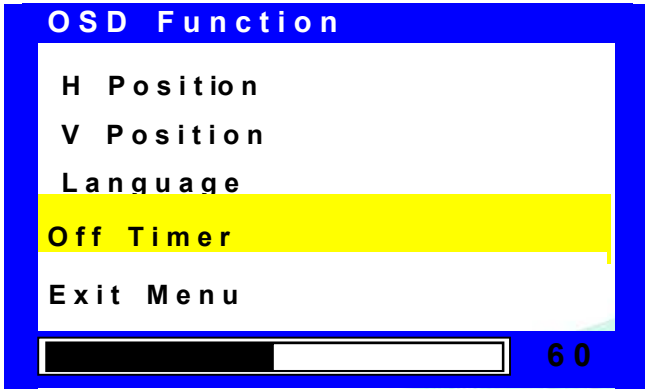 OSD Function
H Position
V Position
Language
Off Timer
Exit Menu
60